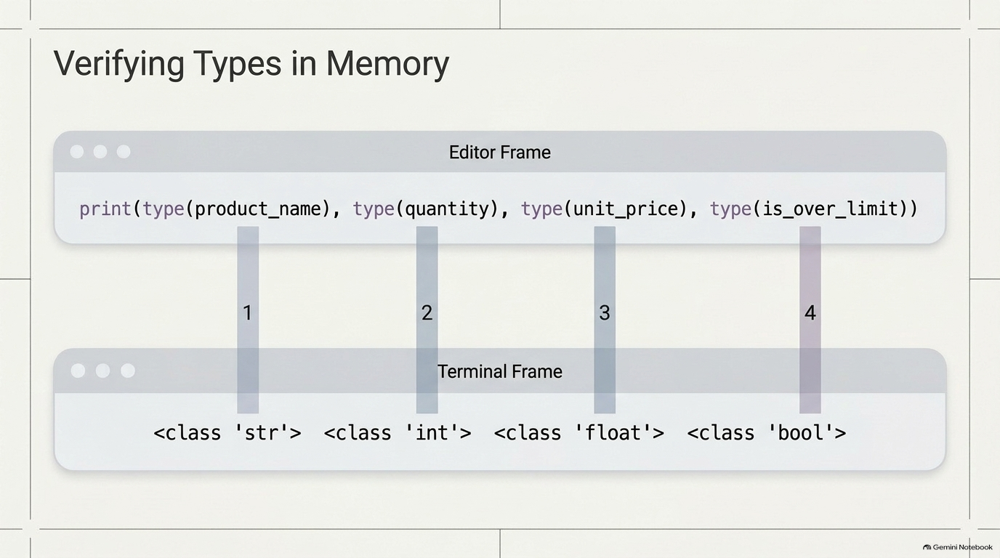 Verifying Types in Memory
Editor Frame
print(type(product_name), type(quantity), type(unit_price), type(is_over_limit))
1
2
3
4
Terminal Frame
<class 'str'> <class 'int'> <class 'float'> <class 'bool'>
Gemini Notebook